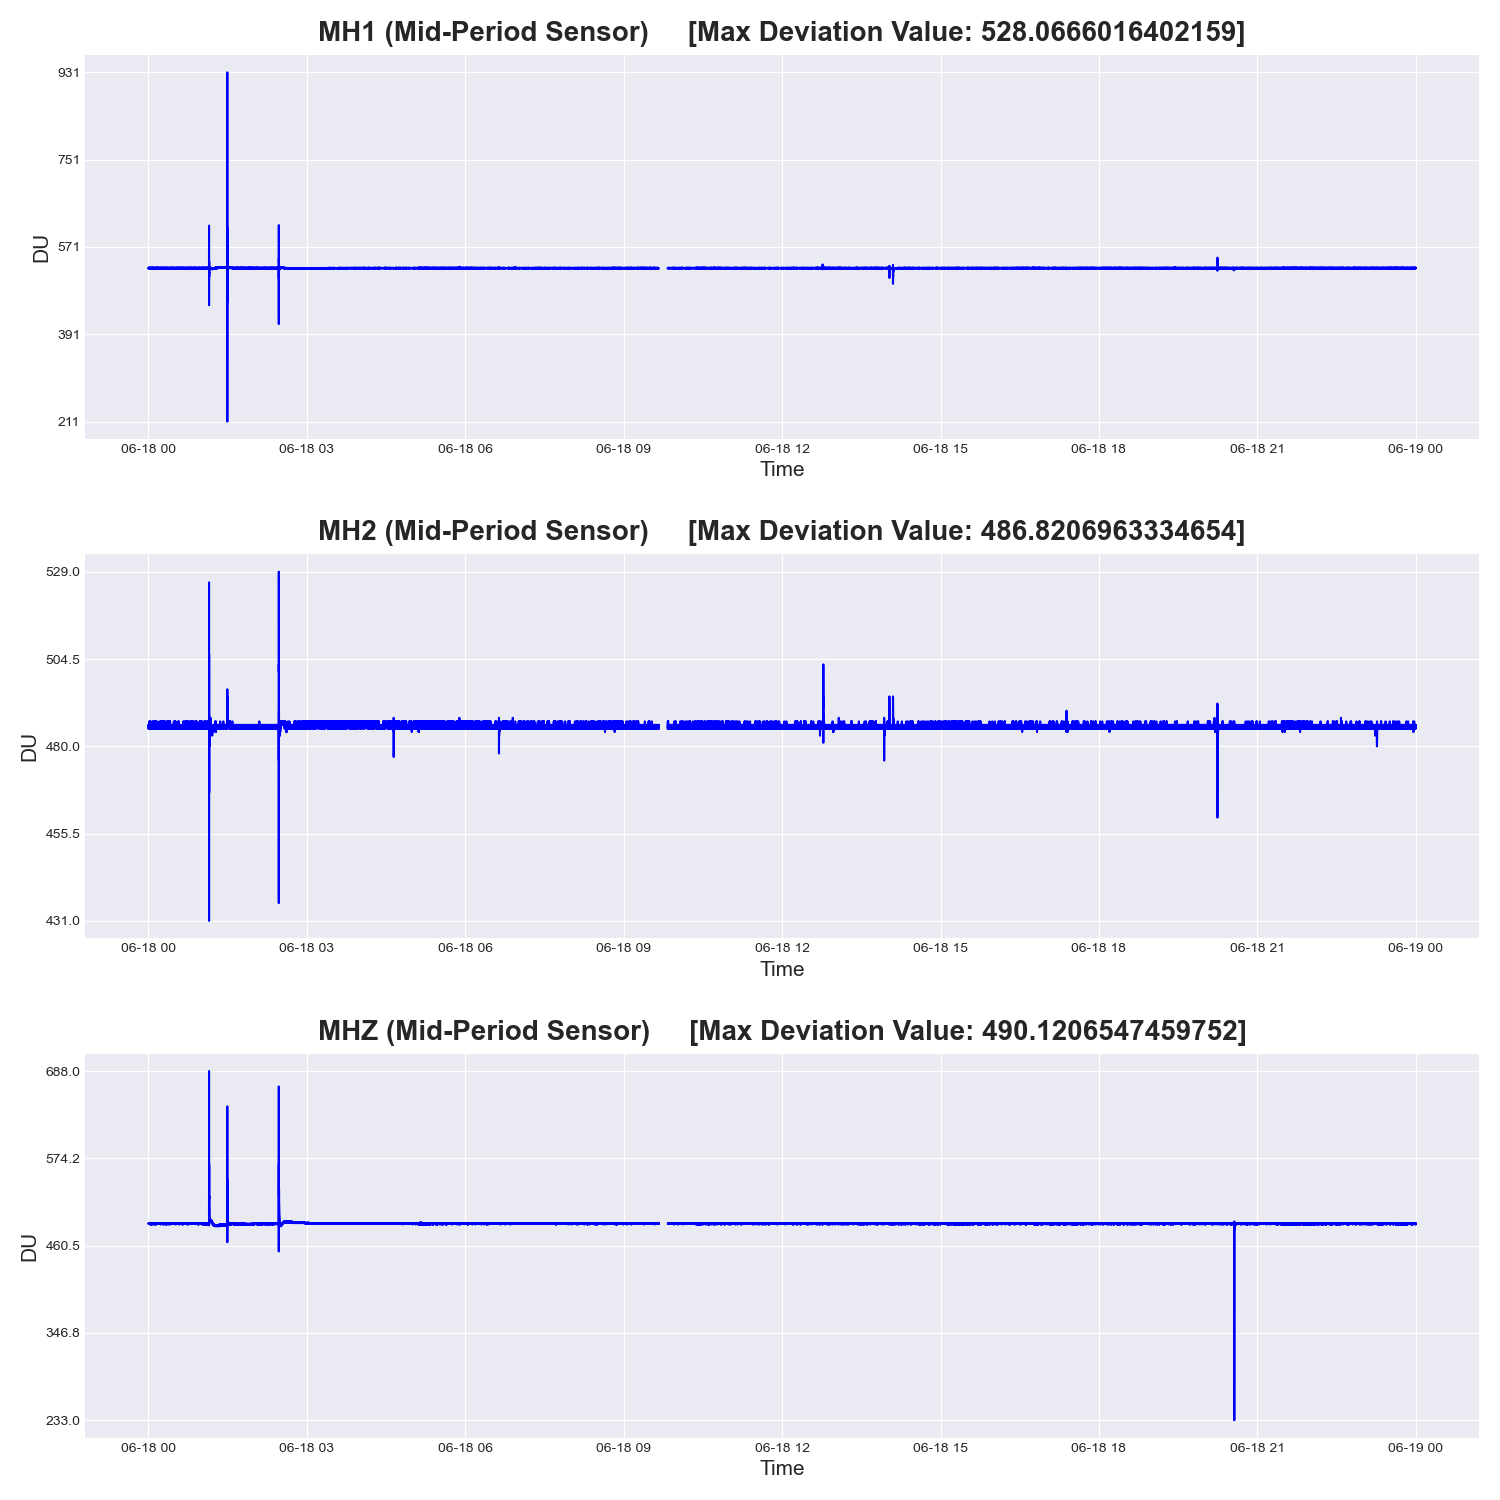 MH1 (Mid-Period Sensor) [Max Deviation Value: 528.0666016402159]
931
751
571
391
211
DU
06-18 00 06-18 03 06-18 06 06-18 09 06-18 12 06-18 15 06-18 18 06-18 21 06-19 00
Time
MH2 (Mid-Period Sensor) [Max Deviation Value: 486.8206963334654]
529.0
504.5
480.0
455.5
431.0
DU
06-18 00 06-18 03 06-18 06 06-18 09 06-18 12 06-18 15 06-18 18 06-18 21 06-19 00
Time
MHZ (Mid-Period Sensor) [Max Deviation Value: 490.1206547459752]
688.0
574.2
460.5
346.8
233.0
DU
06-18 00 06-18 03 06-18 06 06-18 09 06-18 12 06-18 15 06-18 18 06-18 21 06-19 00
Time